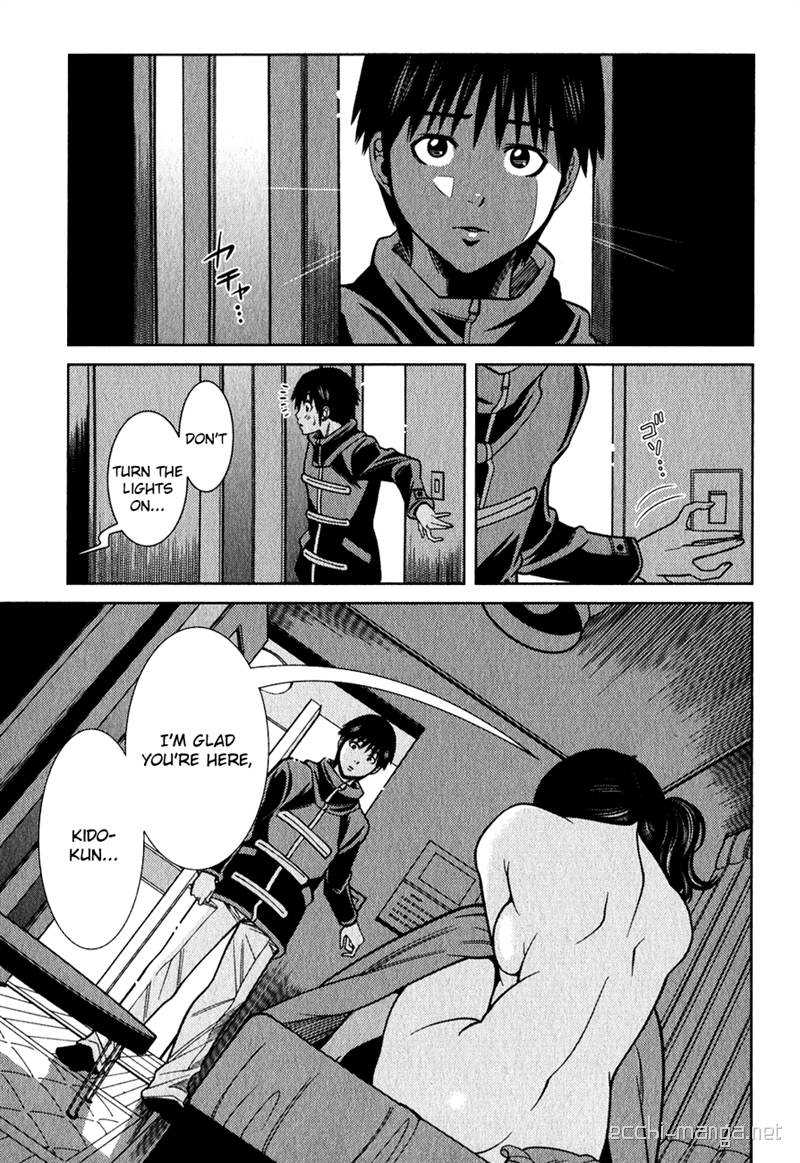 カチャ…
ゴソ…
DON'T
TURN THE
LIGHTS
ON...
I'M GLAD
YOU'RE HERE,
KIDO-
KUN...
ecchi-manga.net